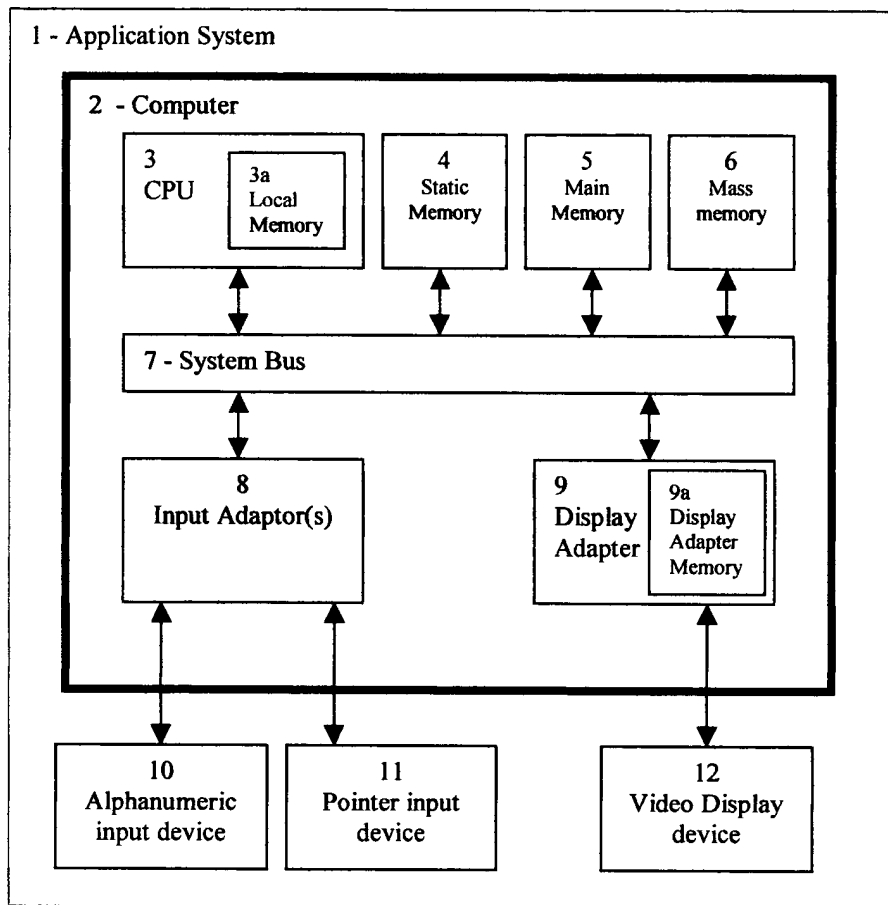 1 - Application System
2 - Computer
3
CPU
3a
Local
Memory
4
Static
Memory
5
Main
Memory
6
Mass
memory
7 - System Bus
8
Input Adaptor(s)
9
Display
Adapter
9a
Display
Adapter
Memory
10
Alphanumeric
input device
11
Pointer input
device
12
Video Display
device